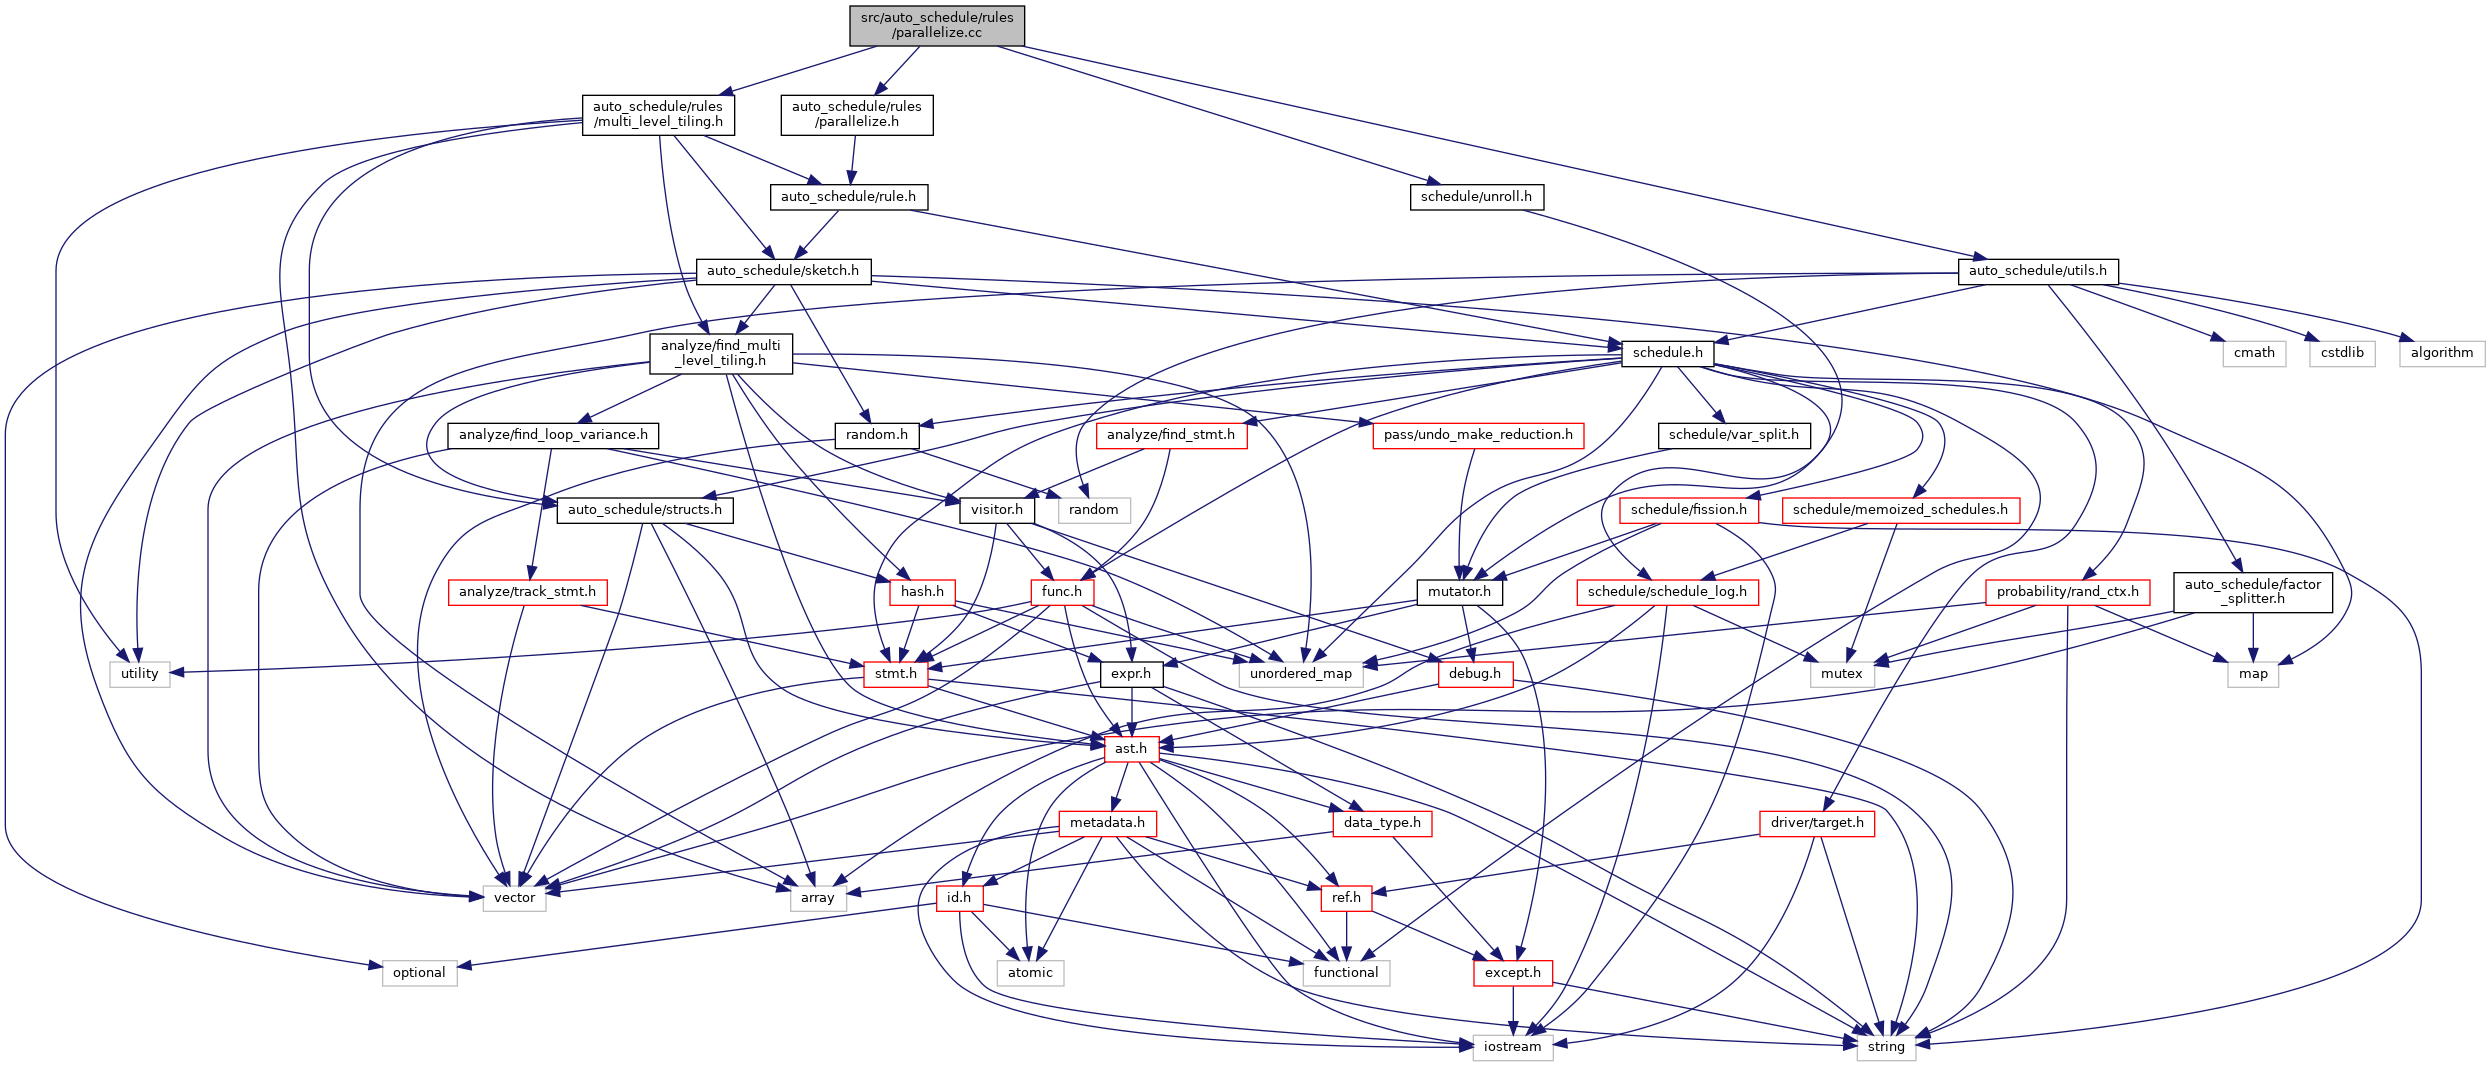 src/auto_schedule/rules
/parallelize.cc
auto_schedule/rules
/multi_level_tiling.h
auto_schedule/rules
/parallelize.h
auto_schedule/rule.h
schedule/unroll.h
auto_schedule/sketch.h
auto_schedule/utils.h
analyze/find_multi
_level_tiling.h
schedule.h
cmath
cstdlib
algorithm
analyze/find_loop_variance.h
random.h
analyze/find_stmt.h
pass/undo_make_reduction.h
schedule/var_split.h
auto_schedule/structs.h
visitor.h
random
schedule/fission.h
schedule/memoized_schedules.h
analyze/track_stmt.h
hash.h
func.h
mutator.h
schedule/schedule_log.h
probability/rand_ctx.h
auto_schedule/factor
_splitter.h
utility
stmt.h
expr.h
unordered_map
debug.h
mutex
map
ast.h
metadata.h
data_type.h
driver/target.h
vector
array
id.h
ref.h
optional
atomic
functional
except.h
iostream
string